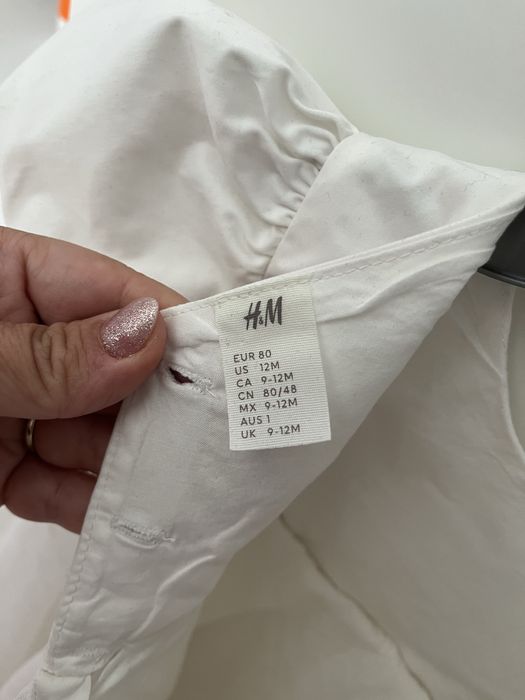 H&M
EUR 80
US 12M
CA 9-12M
CN 80/48
MX 9-12M
AUS 1
UK 9-12M